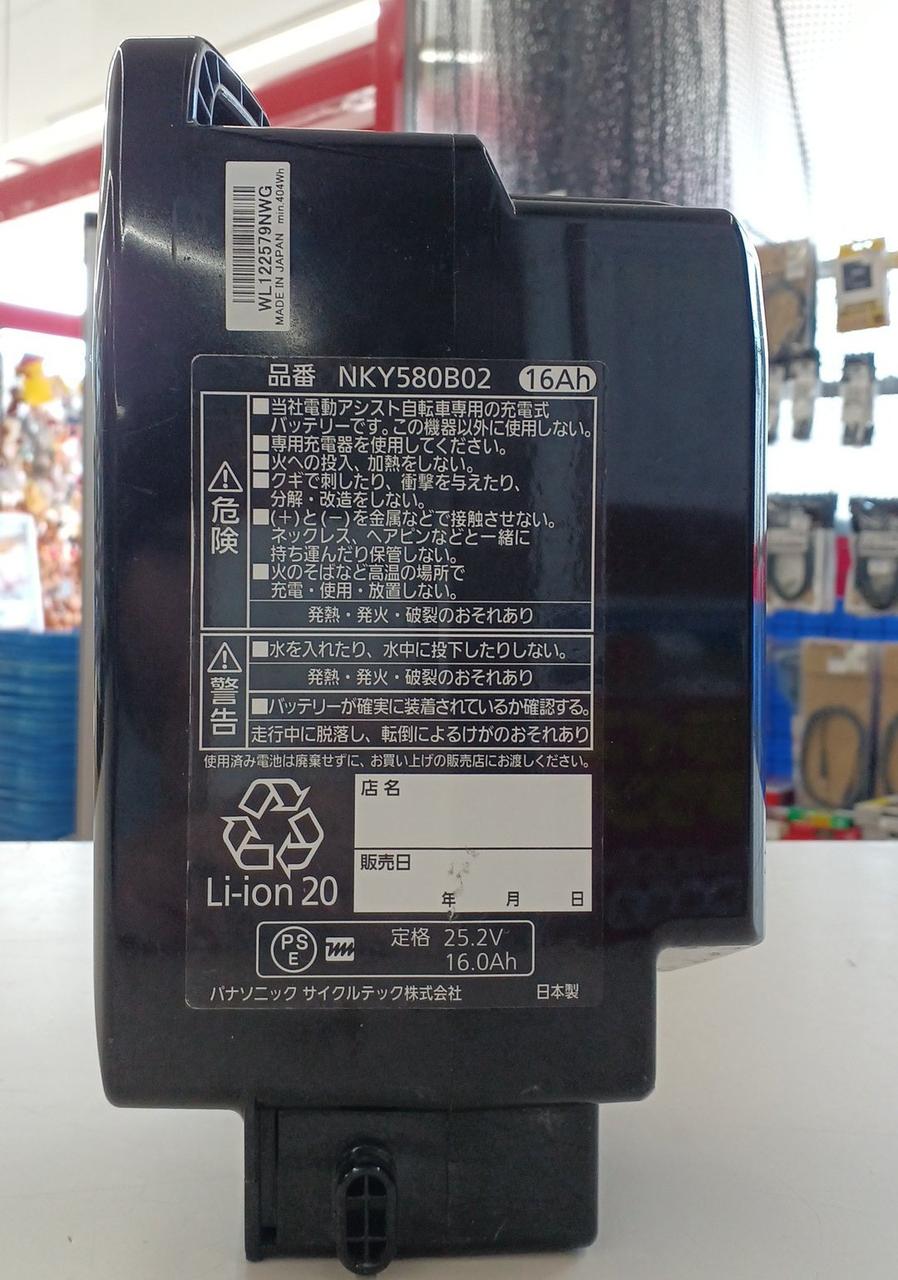 WL122579NWG
MADE IN JAPAN min.404Wh
品番 NKY580B02 16Ah
⚠危険
■当社電動アシスト自転車専用の充電式
バッテリーです。この機器以外に使用しない。
■専用充電器を使用してください。
■火への投入、加熱をしない。
■クギで刺したり、衝撃を与えたり、
分解・改造をしない。
■(+)と(−)を金属などで接触させない。
ネックレス、ヘアピンなどと一緒に
持ち運んだり保管しない。
■火のそばなど高温の場所で
充電・使用・放置しない。
発熱・発火・破裂のおそれあり
⚠警告
■水を入れたり、水中に投下したりしない。
発熱・発火・破裂のおそれあり
■バッテリーが確実に装着されているか確認する。
走行中に脱落し、転倒によるけがのおそれあり
使用済み電池は廃棄せずに、お買い上げの販売店にお渡しください。
店名
販売日
年 月 日
Li-ion 20
PSE 定格 25.2V
16.0Ah
パナソニック サイクルテック株式会社 日本製